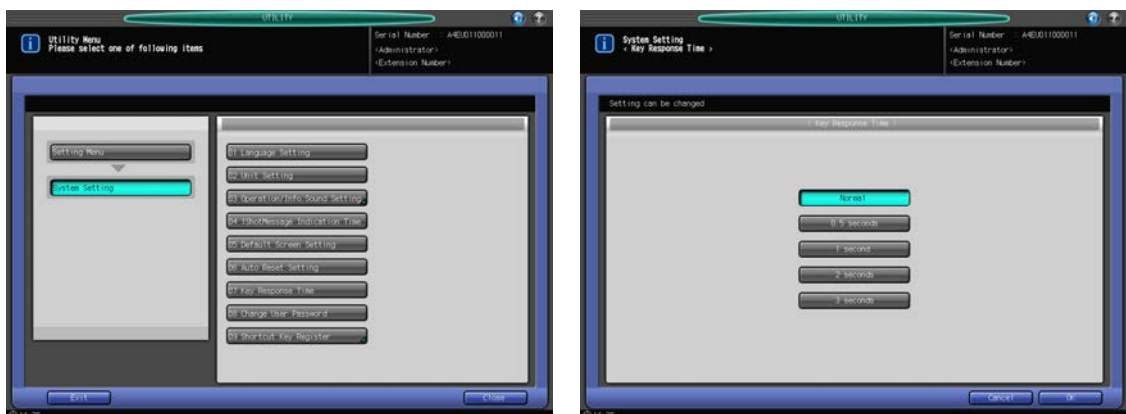 UTILITY
Utility Menu
Please select one of following items
Serial Number : A4EU011000011
<Administrator>
<Extension Number>
Setting Menu
System Setting
01 Language Setting
02 Unit Setting
03 Operation/Info.Sound Setting
04 1ShotMessage Indication Time
05 Default Screen Setting
06 Auto Reset Setting
07 Key Response Time
08 Change User Password
09 Shortcut Key Register
Exit
Close
UTILITY
System Setting
< Key Response Time >
Serial Number : A4EU011000011
<Administrator>
<Extension Number>
Setting can be changed
< Key Response Time >
Normal
0.5 seconds
1 second
2 seconds
3 seconds
Cancel
OK